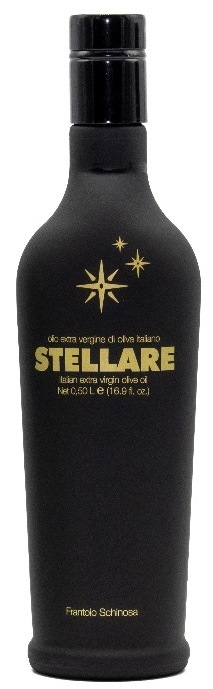 olio extra vergine di oliva italiano
STELLARE
italian extra virgin olive oil
Net 0,50 L e (16.9 fl. oz.)
Frantoio Schinosa